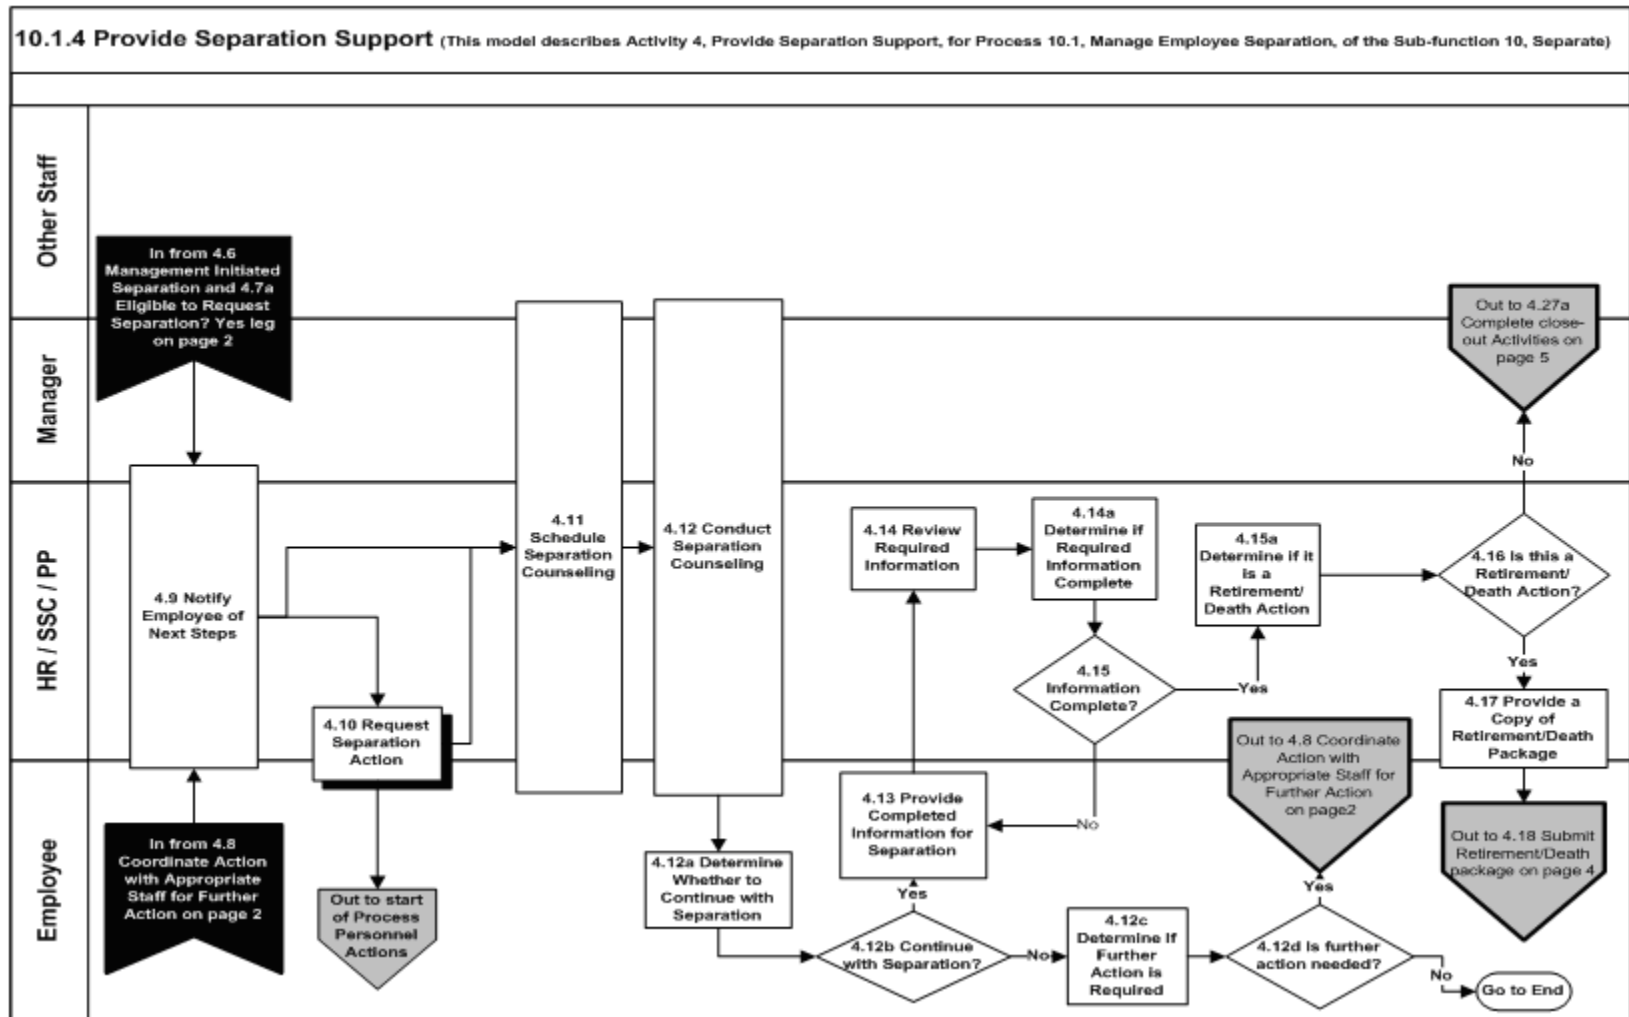 10.1.4 Provide Separation Support (This model describes Activity 4, Provide Separation Support, for Process 10.1, Manage Employee Separation, of the Sub-function 10, Separate)
Other Staff
In from 4.6
Management Initiated
Separation and 4.7a
Eligible to Request
Separation? Yes leg
on page 2
Out to 4.27a
Complete close-
out Activities on
page 5
Manager
No
HR / SSC / PP
4.9 Notify
Employee of
Next Steps
4.10 Request
Separation
Action
4.11
Schedule
Separation
Counseling
4.12 Conduct
Separation
Counseling
4.14 Review
Required
Information
4.14a
Determine if
Required
Information
Complete
4.15
Information
Complete?
Yes
4.15a
Determine if it
is a
Retirement/
Death Action
4.16 Is this a
Retirement/
Death Action?
Yes
4.17 Provide a
Copy of
Retirement/Death
Package
Out to 4.8 Coordinate
Action with
Appropriate Staff for
Further Action
on page2
Employee
In from 4.8
Coordinate Action
with Appropriate
Staff for Further
Action on page 2
Out to start
of Process
Personnel
Actions
4.12a Determine
Whether to
Continue with
Separation
4.13 Provide
Completed
Information for
Separation
No
Yes
4.12b Continue
with Separation?
No
4.12c
Determine If
Further
Action is
Required
Yes
4.12d Is further
action needed?
No
Go to End
Out to 4.18 Submit
Retirement/Death
package on page 4